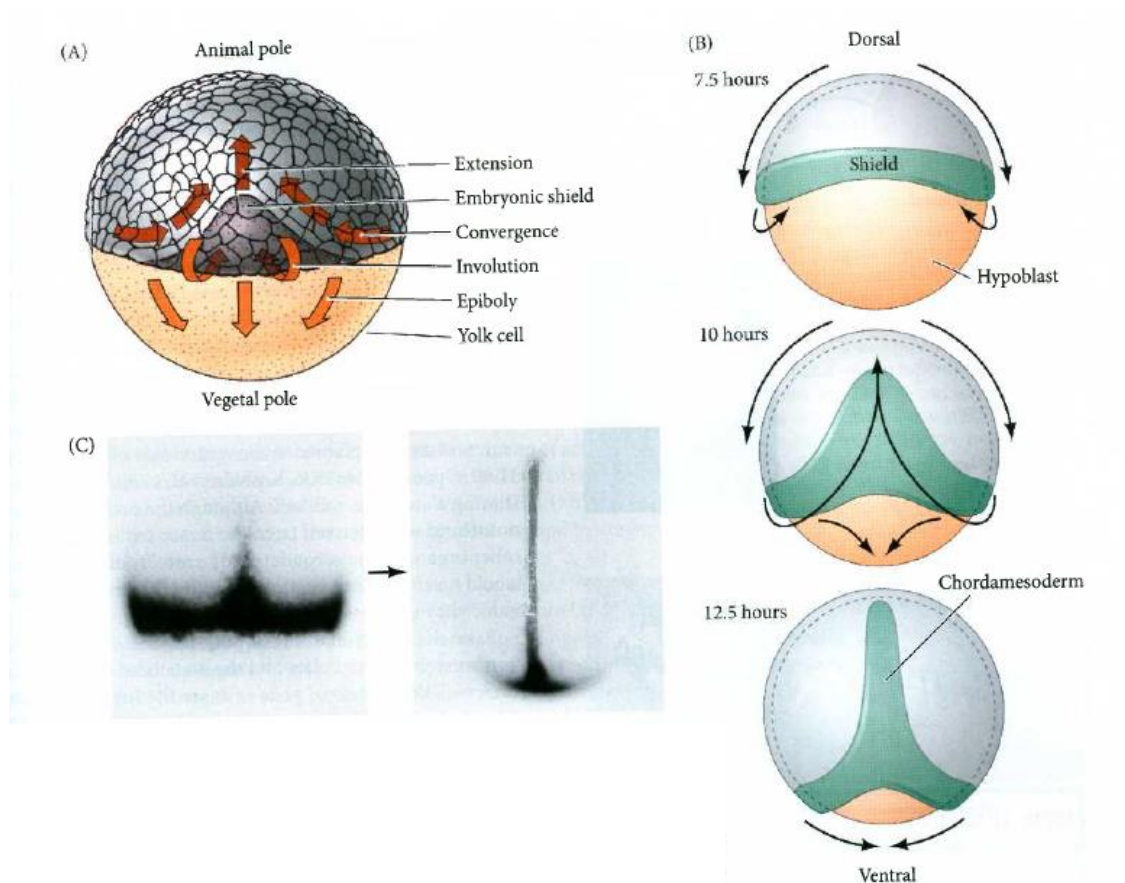 (A)
Animal pole
Extension
Embryonic shield
Convergence
Involution
Epiboly
Yolk cell
Vegetal pole
(B)
Dorsal
7.5 hours
Shield
Hypoblast
10 hours
Chordamesoderm
12.5 hours
Ventral
(C)